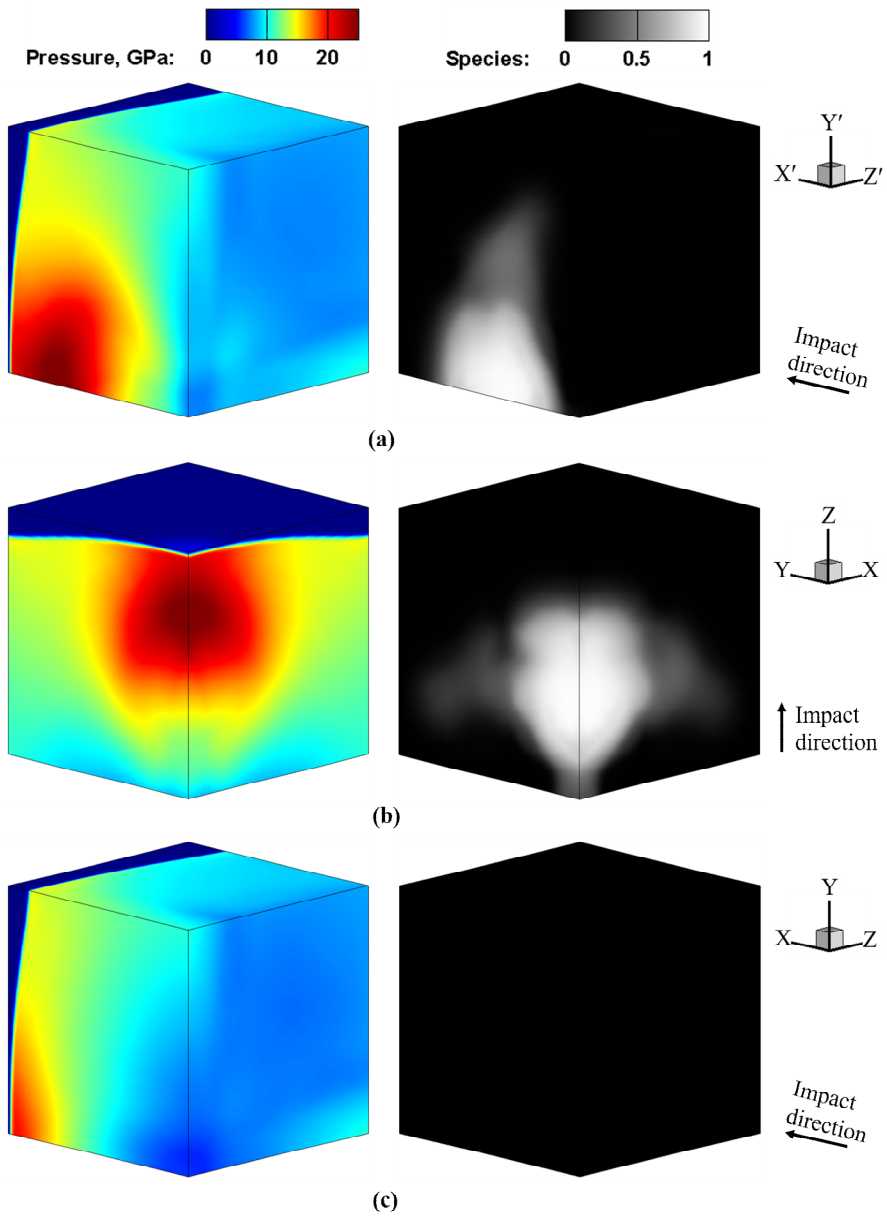 Pressure, GPa: 0 10 20
Species: 0 0.5 1
Y′
X′ Z′
Impact
direction
(a)
Z
Y X
Impact
direction
(b)
Y
X Z
Impact
direction
(c)